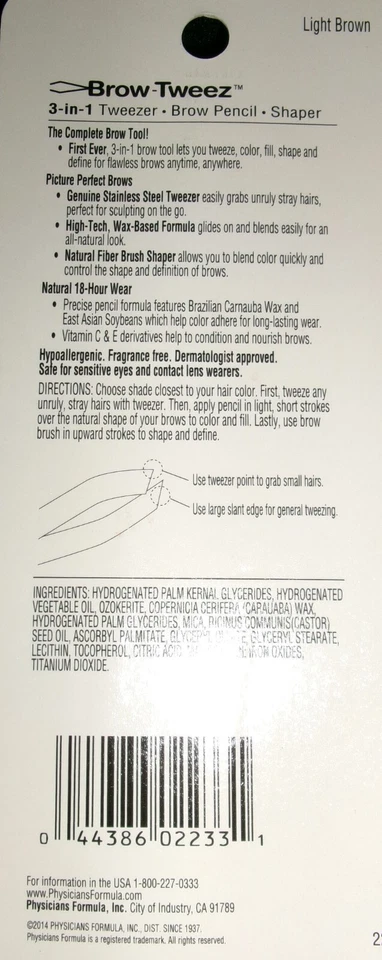 Light Brown
Brow-Tweez™
3-in-1 Tweezer • Brow Pencil • Shaper
The Complete Brow Tool!
• First Ever, 3-in-1 brow tool lets you tweeze, color, fill, shape and
define for flawless brows anytime, anywhere.
Picture Perfect Brows
• Genuine Stainless Steel Tweezer easily grabs unruly stray hairs,
perfect for sculpting on the go.
• High-Tech, Wax-Based Formula glides on and blends easily for an
all-natural look.
• Natural Fiber Brush Shaper allows you to blend color quickly and
control the shape and definition of brows.
Natural 18-Hour Wear
• Precise pencil formula features Brazilian Carnauba Wax and
East Asian Soybeans which help color adhere for long-lasting wear.
• Vitamin C & E derivatives help to condition and nourish brows.
Hypoallergenic. Fragrance free. Dermatologist approved.
Safe for sensitive eyes and contact lens wearers.
DIRECTIONS: Choose shade closest to your hair color. First, tweeze any
unruly, stray hairs with tweezer. Then, apply pencil in light, short strokes
over the natural shape of your brows to color and fill. Lastly, use brow
brush in upward strokes to shape and define.
Use tweezer point to grab small hairs.
Use large slant edge for general tweezing.
INGREDIENTS: HYDROGENATED PALM KERNAL GLYCERIDES, HYDROGENATED
VEGETABLE OIL, OZOKERITE, COPERNICIA CERIFERA (CARAUABA) WAX,
HYDROGENATED PALM GLYCERIDES, MICA, RICINUS COMMUNIS(CASTOR)
SEED OIL, ASCORBYL PALMITATE, GLYCERYL STEARATE,
LECITHIN, TOCOPHEROL, CITRIC ACID IRON OXIDES,
TITANIUM DIOXIDE.
0 44386 02233 1
For information in the USA 1-800-227-0333
www.PhysiciansFormula.com
Physicians Formula, Inc. City of Industry, CA 91789
©2014 PHYSICIANS FORMULA, INC., DIST. SINCE 1937.
Physicians Formula is a registered trademark. All rights reserved.